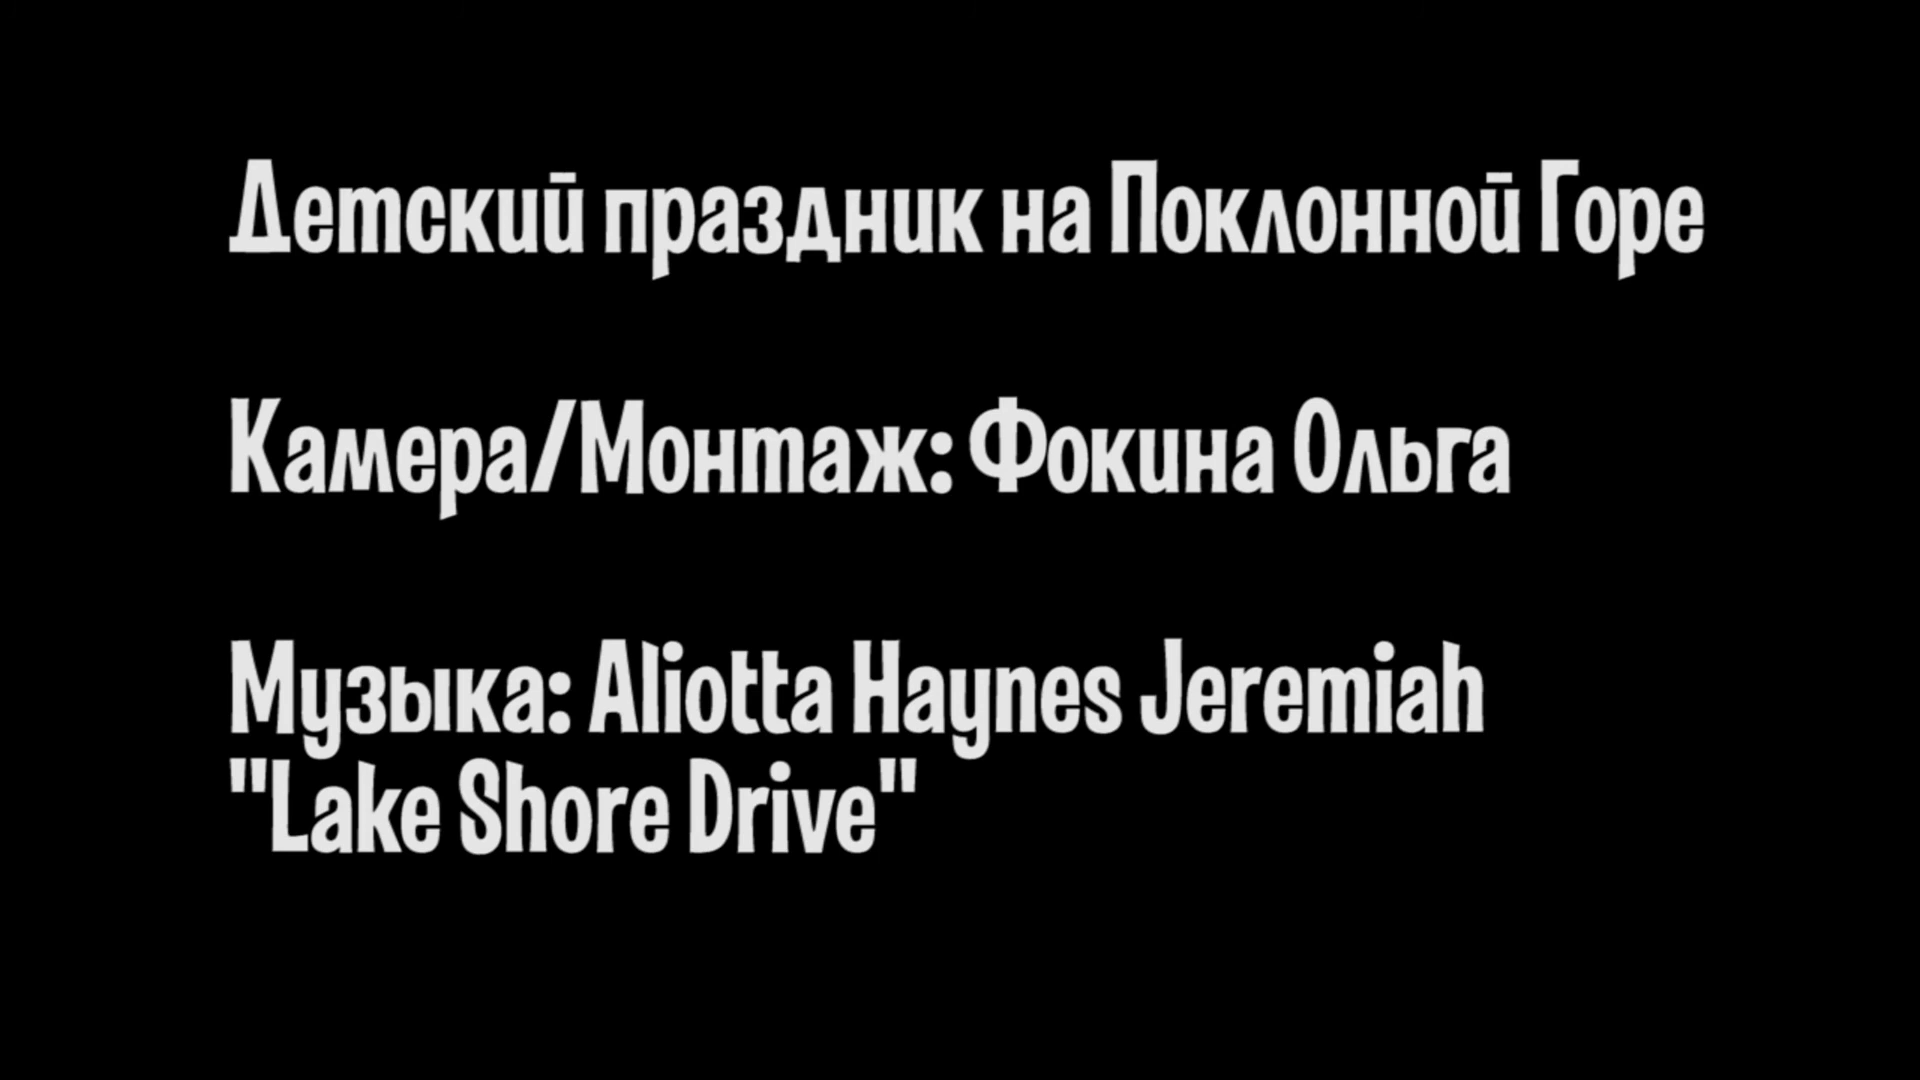 Детский праздник на Поклонной Горе
Камера/Монтаж: Фокина Ольга
Музыка: Aliotta Haynes Jeremiah
"Lake Shore Drive"